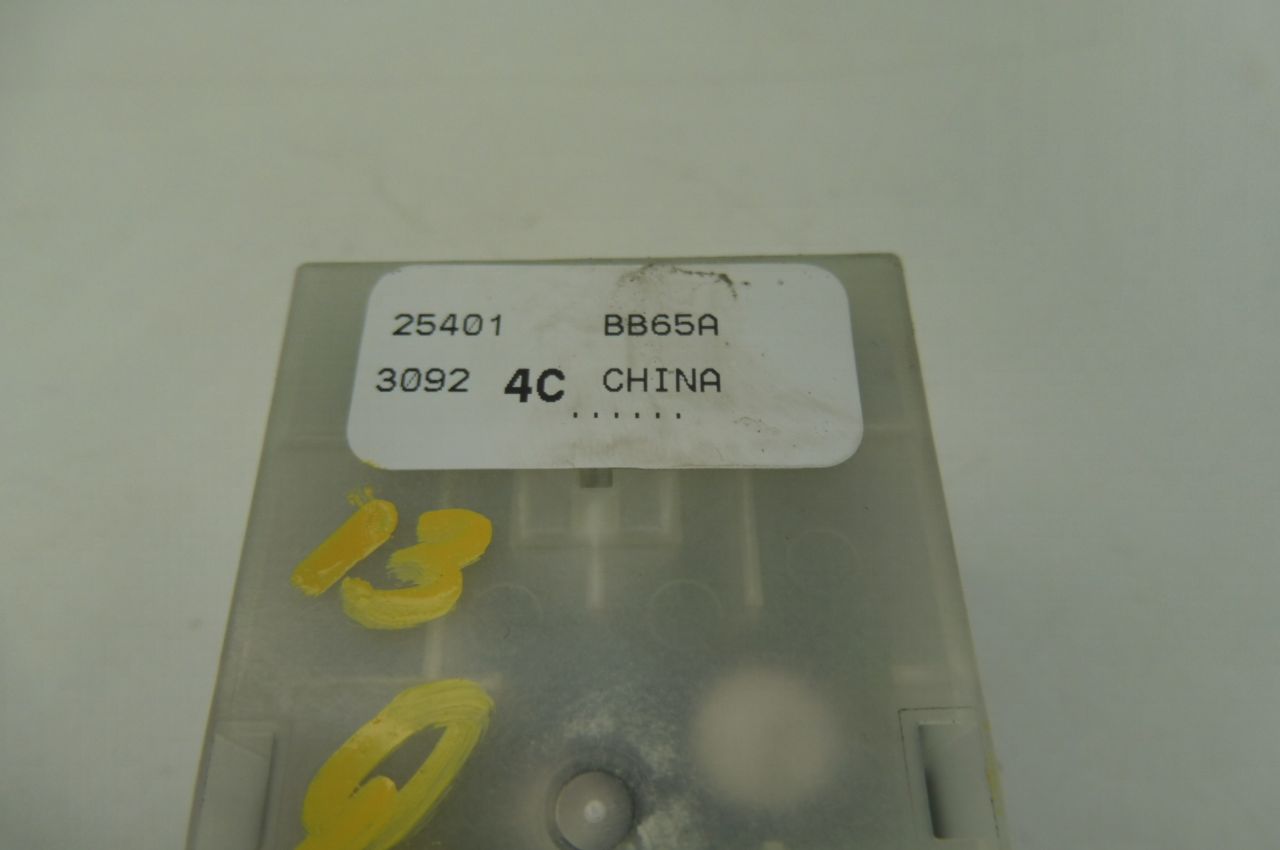 25401 BB65A
3092 4C CHINA
......
13